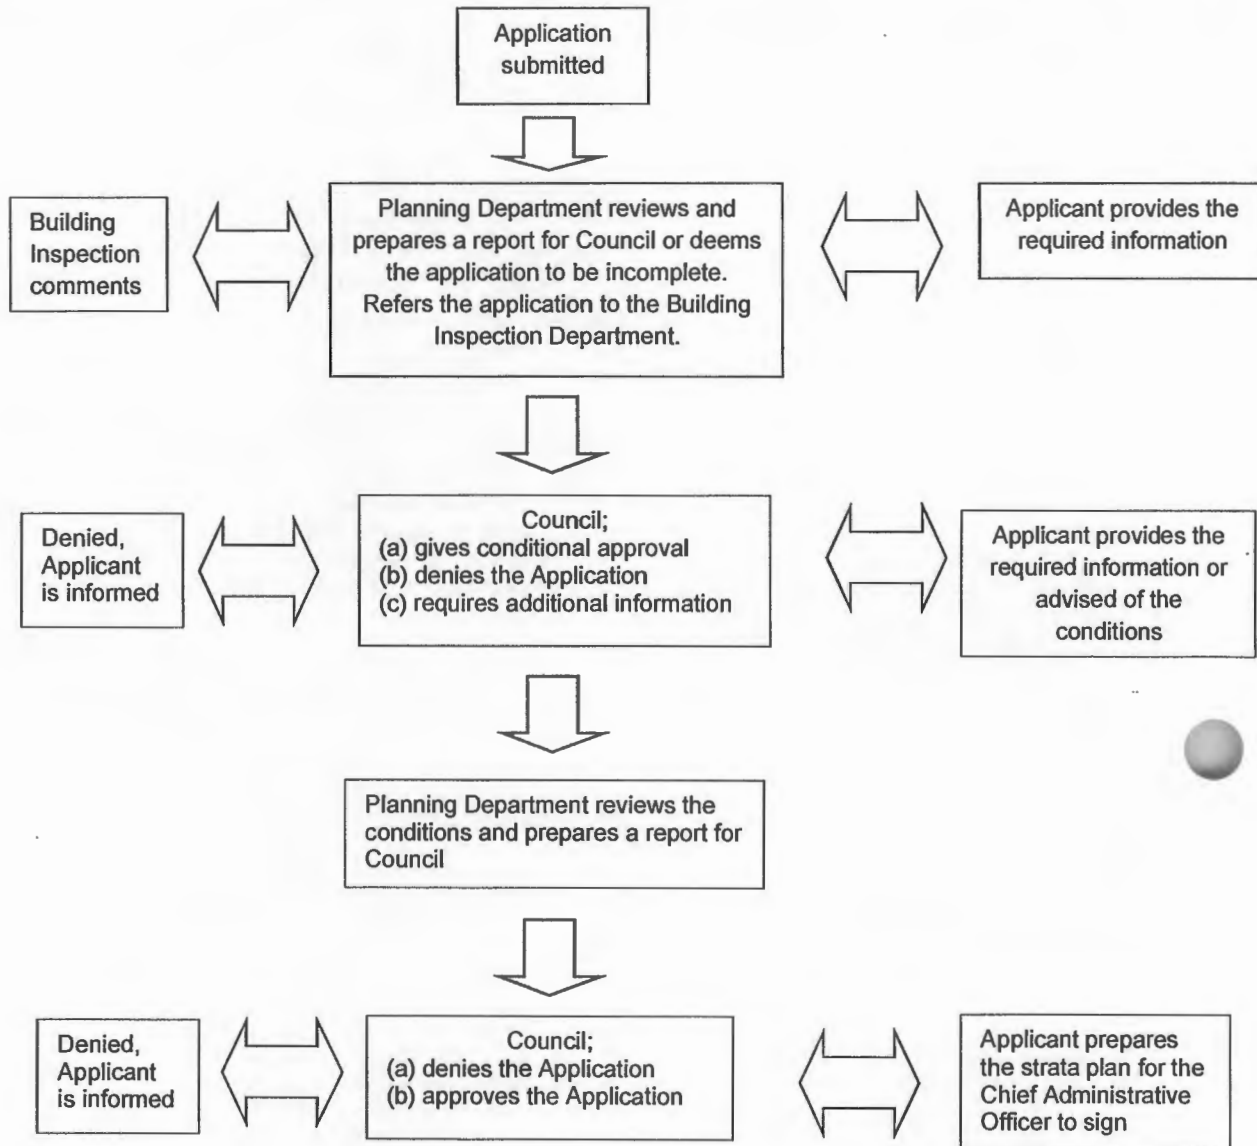 Application
submitted
Building
Inspection
comments
Planning Department reviews and
prepares a report for Council or deems
the application to be incomplete.
Refers the application to the Building
Inspection Department.
Applicant provides the
required information
Denied,
Applicant
is informed
Council;
(a) gives conditional approval
(b) denies the Application
(c) requires additional information
Applicant provides the
required information or
advised of the
conditions
Planning Department reviews the
conditions and prepares a report for
Council
Denied,
Applicant
is informed
Council;
(a) denies the Application
(b) approves the Application
Applicant prepares
the strata plan for the
Chief Administrative
Officer to sign